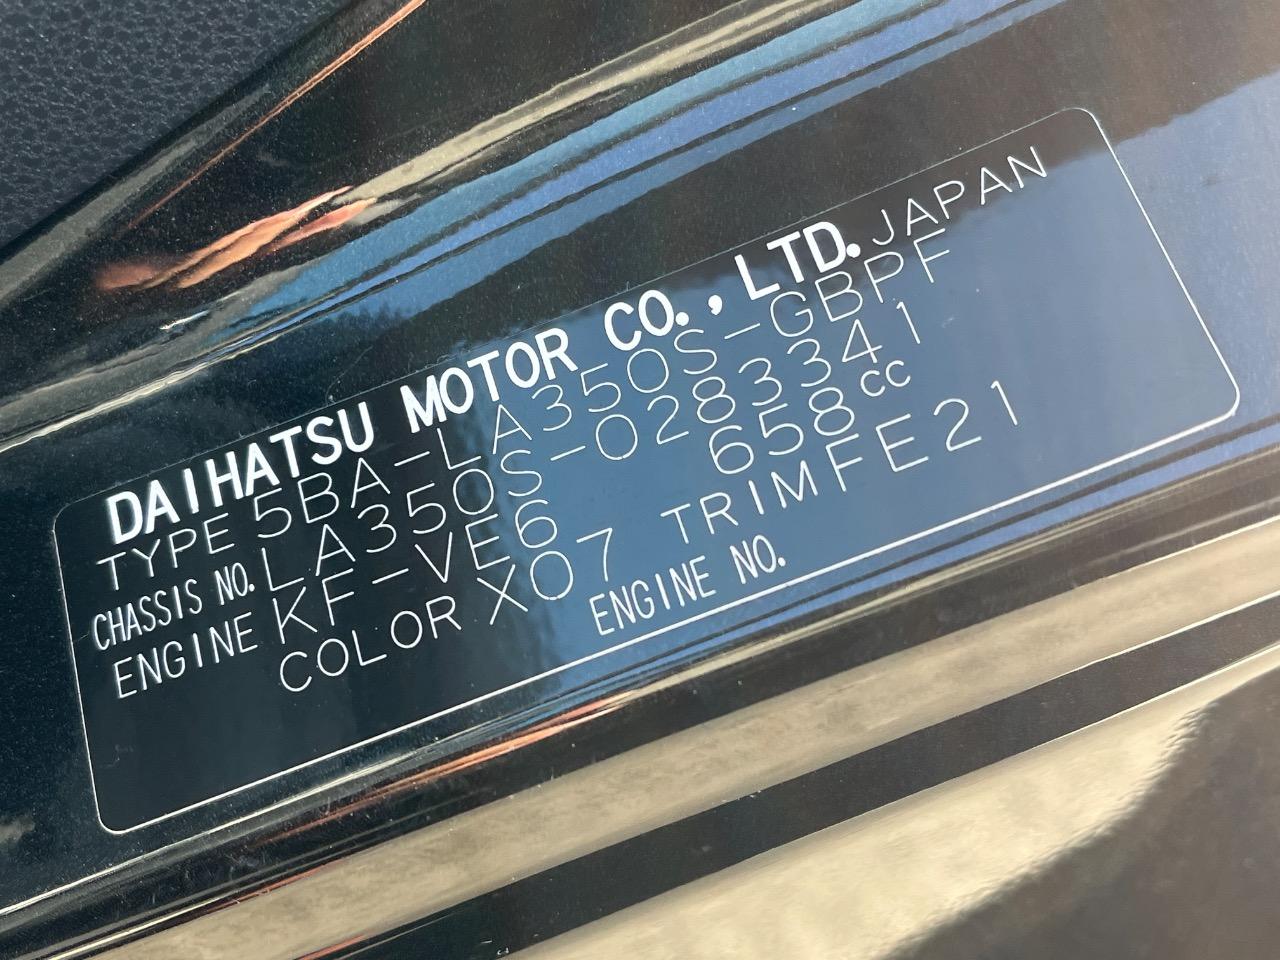 DAIHATSU MOTOR CO., LTD. JAPAN
TYPE 5BA-LA350S-GBPF
CHASSIS NO. LA350S-0283341
ENGINE KF-VE6 658cc
COLOR X07 TRIM FE21
ENGINE NO.